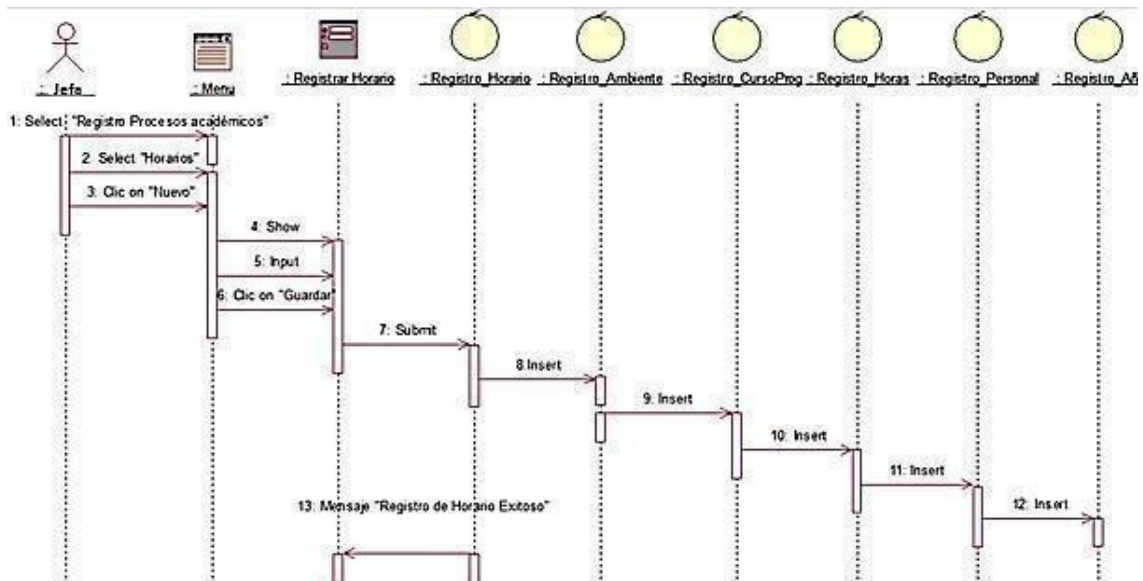 : Jefa
: Menu
: Registrar Horario
: Registro_Horario
: Registro_Ambiente
: Registro_CursoProg
: Registro_Horas
: Registro_Personal
: Registro_Añ
1: Select "Registro Procesos académicos"
2: Select "Horarios"
3: Clic on "Nuevo"
4: Show
5: Input
6: Clic on "Guardar"
7: Submit
8:Insert
9: Insert
10: Insert
11: Insert
12: Insert
13: Mensaje "Registro de Horario Exitoso"